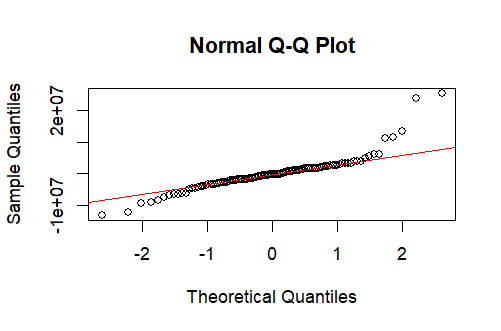 Normal Q-Q Plot
Sample Quantiles
2e+07
-1e+07
-2 -1 0 1 2
Theoretical Quantiles